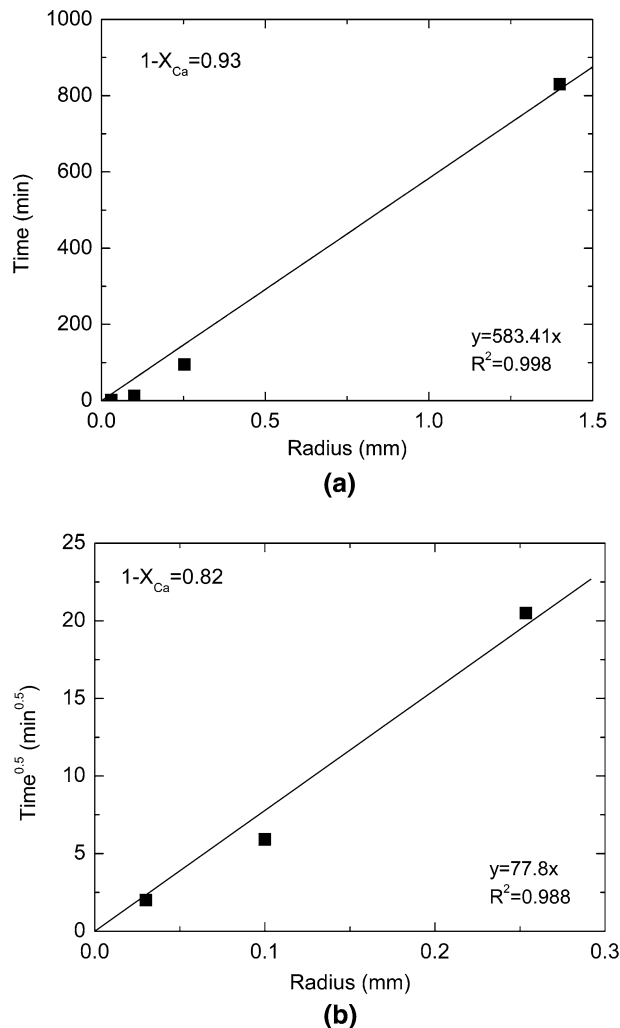 1000
800
600
400
200
0
Time (min)
1-X_Ca=0.93
y=583.41x
R²=0.998
0.0 0.5 1.0 1.5
Radius (mm)
(a)
25
20
15
10
5
0
Time^0.5 (min^0.5)
1-X_Ca=0.82
y=77.8x
R²=0.988
0.0 0.1 0.2 0.3
Radius (mm)
(b)